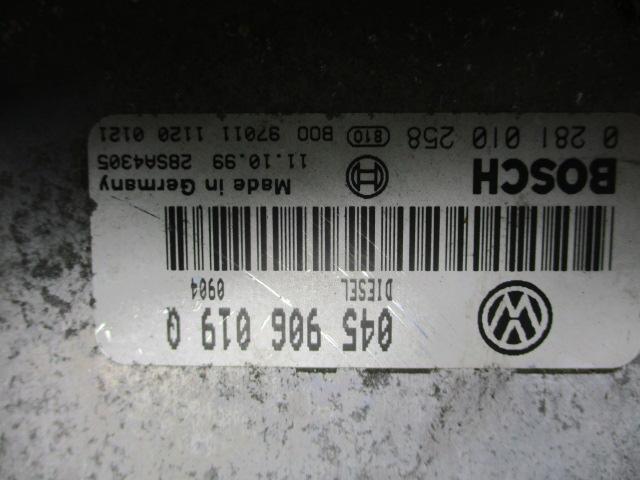 045 906 019 Q
DIESEL 0904
BOSCH Made in Germany
11.10.99 28SA4305
0 281 010 258 810 B00 97011 1120 0121